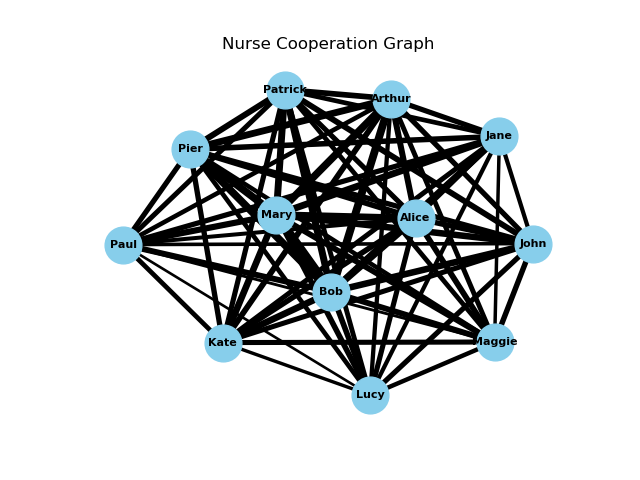 Nurse Cooperation Graph
Patrick
Arthur
Jane
Pier
Mary
Alice
Paul
John
Bob
Kate
Maggie
Lucy